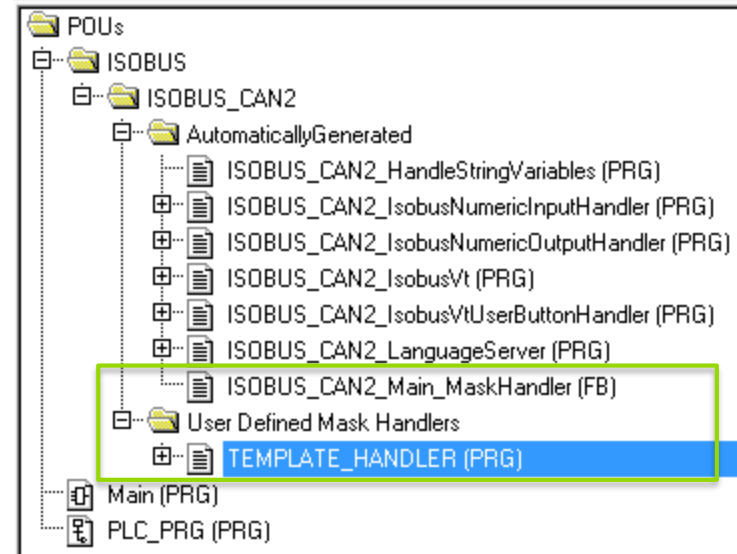 POUs
ISOBUS
ISOBUS_CAN2
AutomaticallyGenerated
ISOBUS_CAN2_HandleStringVariables (PRG)
ISOBUS_CAN2_IsobusNumericInputHandler (PRG)
ISOBUS_CAN2_IsobusNumericOutputHandler (PRG)
ISOBUS_CAN2_IsobusVt (PRG)
ISOBUS_CAN2_IsobusVtUserButtonHandler (PRG)
ISOBUS_CAN2_LanguageServer (PRG)
ISOBUS_CAN2_Main_MaskHandler (FB)
User Defined Mask Handlers
TEMPLATE_HANDLER (PRG)
Main (PRG)
PLC_PRG (PRG)